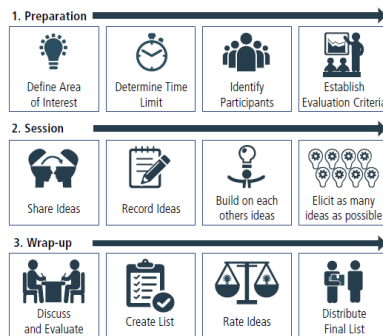 1. Preparation
Define Area
of Interest
Determine Time
Limit
Identify
Participants
Establish
Evaluation Criteria
2. Session
Share Ideas
Record Ideas
Build on each
others ideas
Elicit as many
ideas as possible
3. Wrap-up
Discuss
and Evaluate
Create List
Rate Ideas
Distribute
Final List